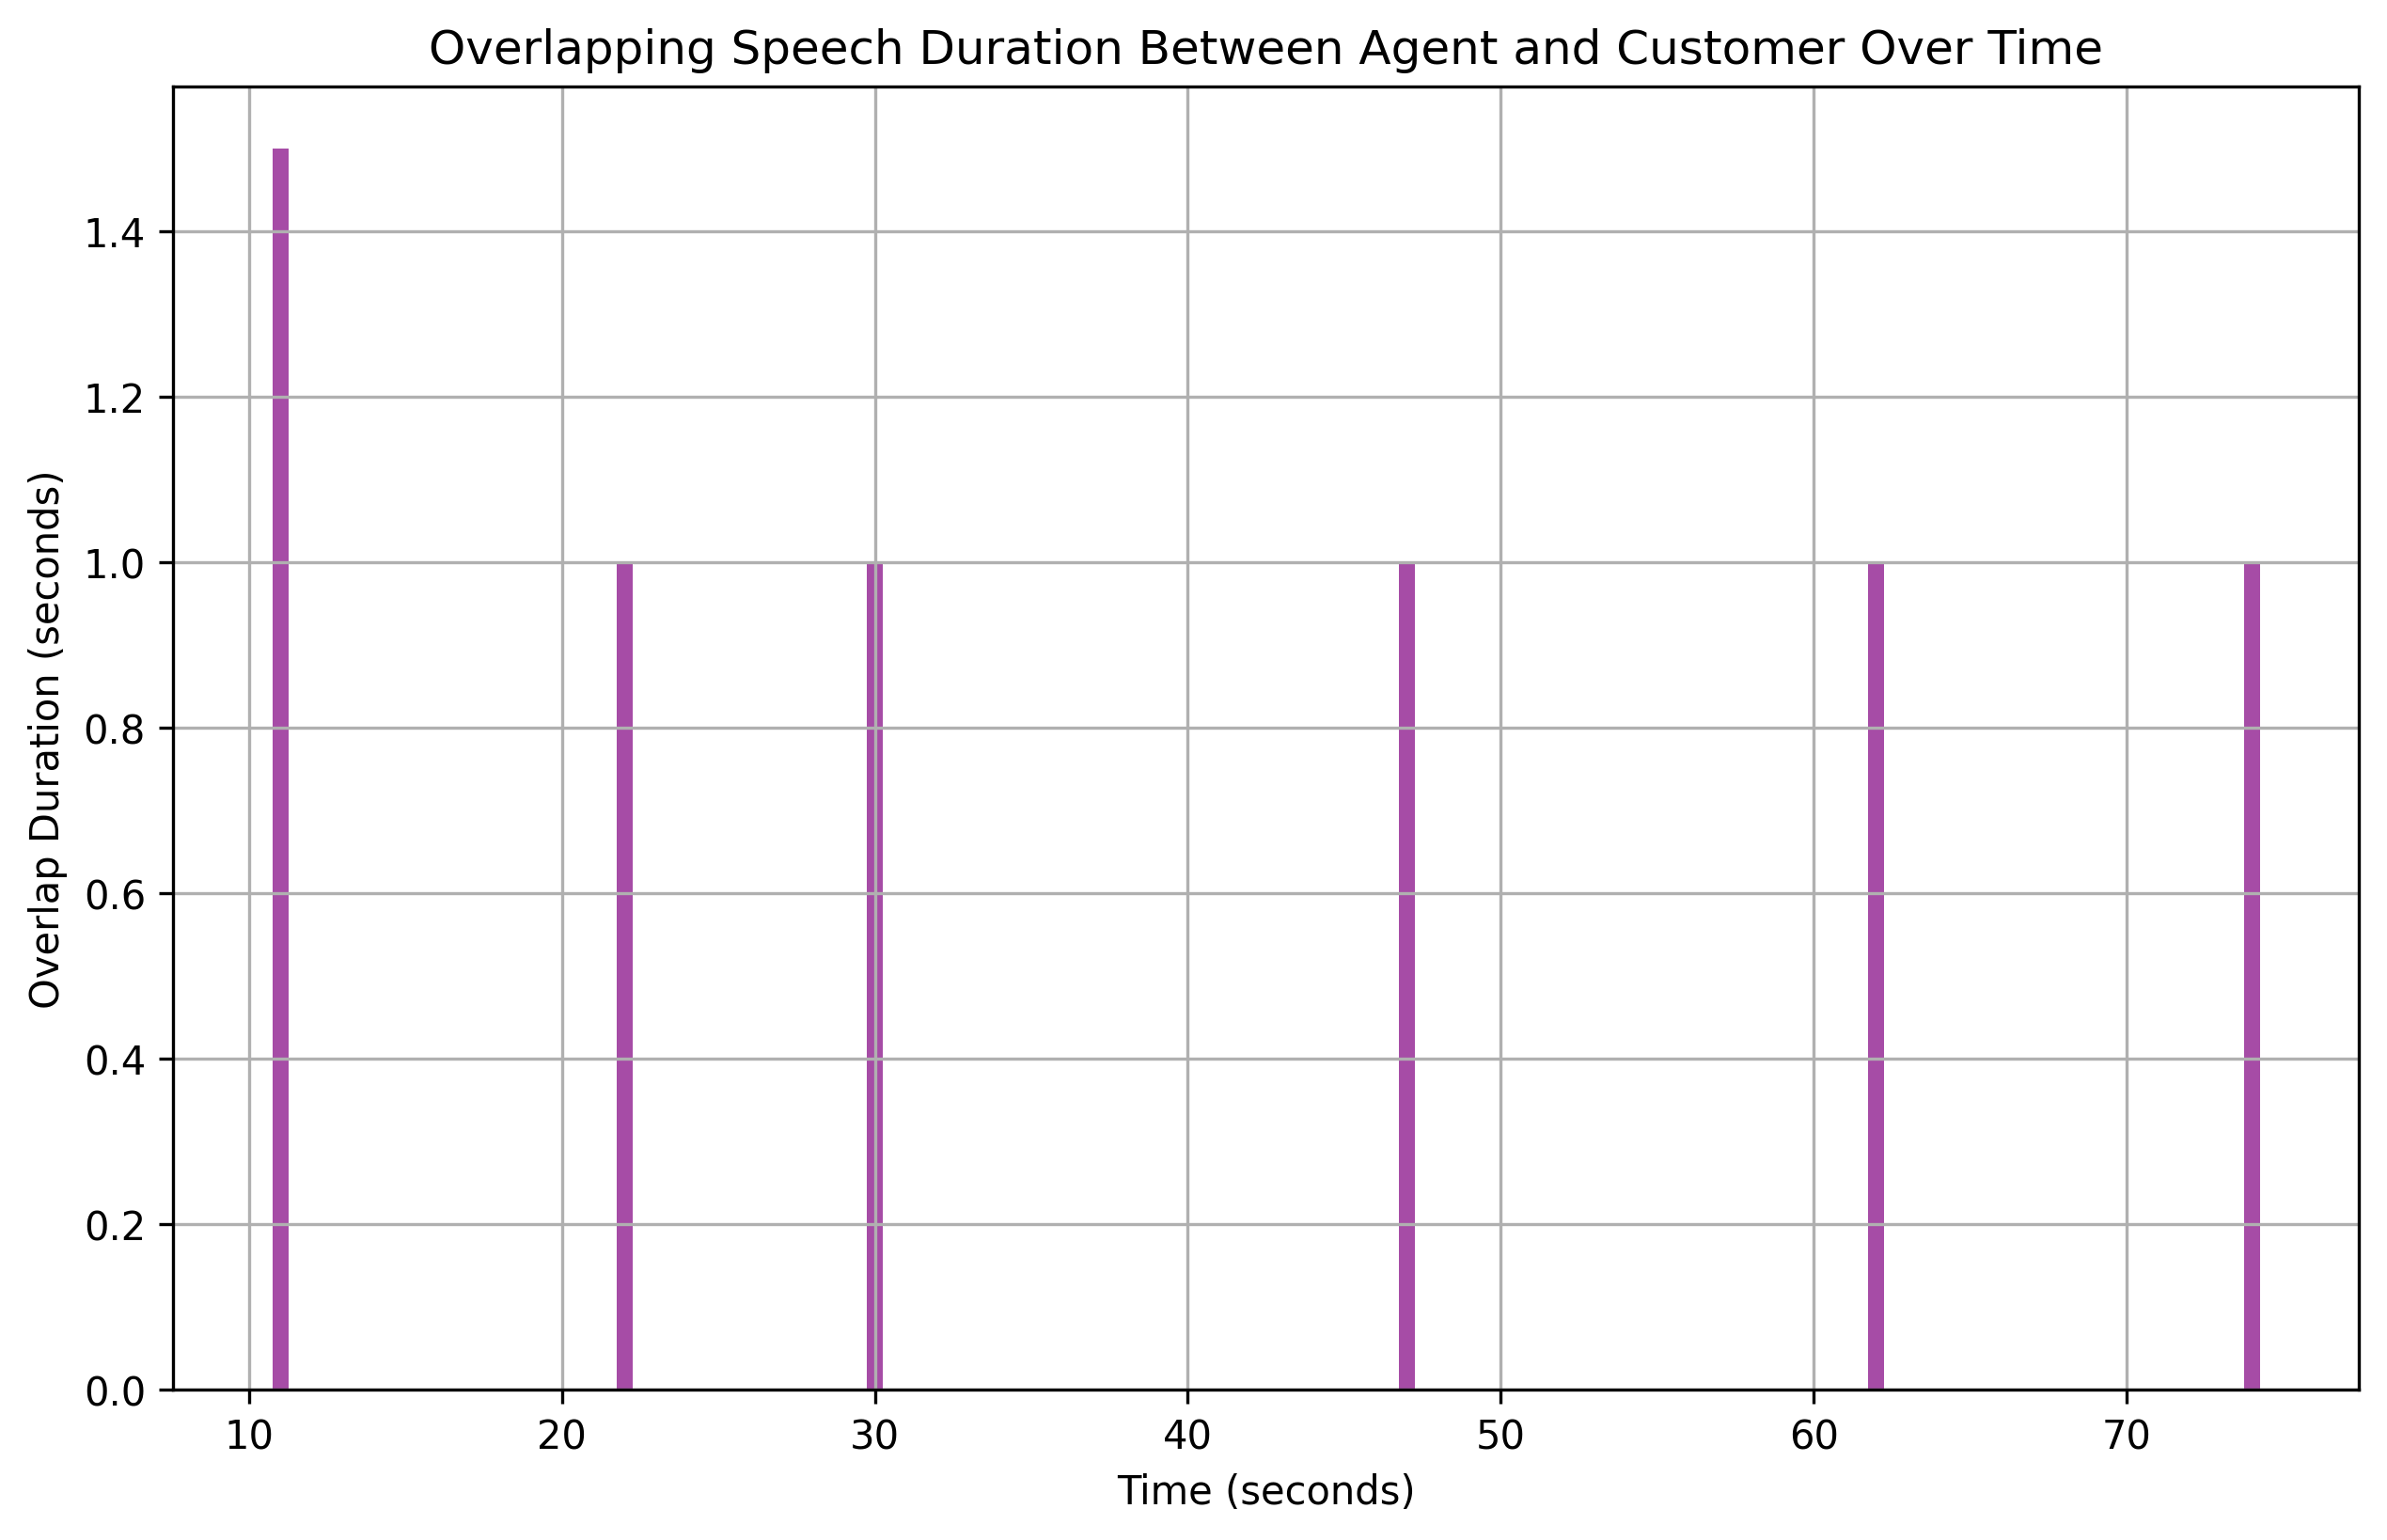 Overlapping Speech Duration Between Agent and Customer Over Time
Overlap Duration (seconds)
1.4
1.2
1.0
0.8
0.6
0.4
0.2
0.0
10 20 30 40 50 60 70
Time (seconds)